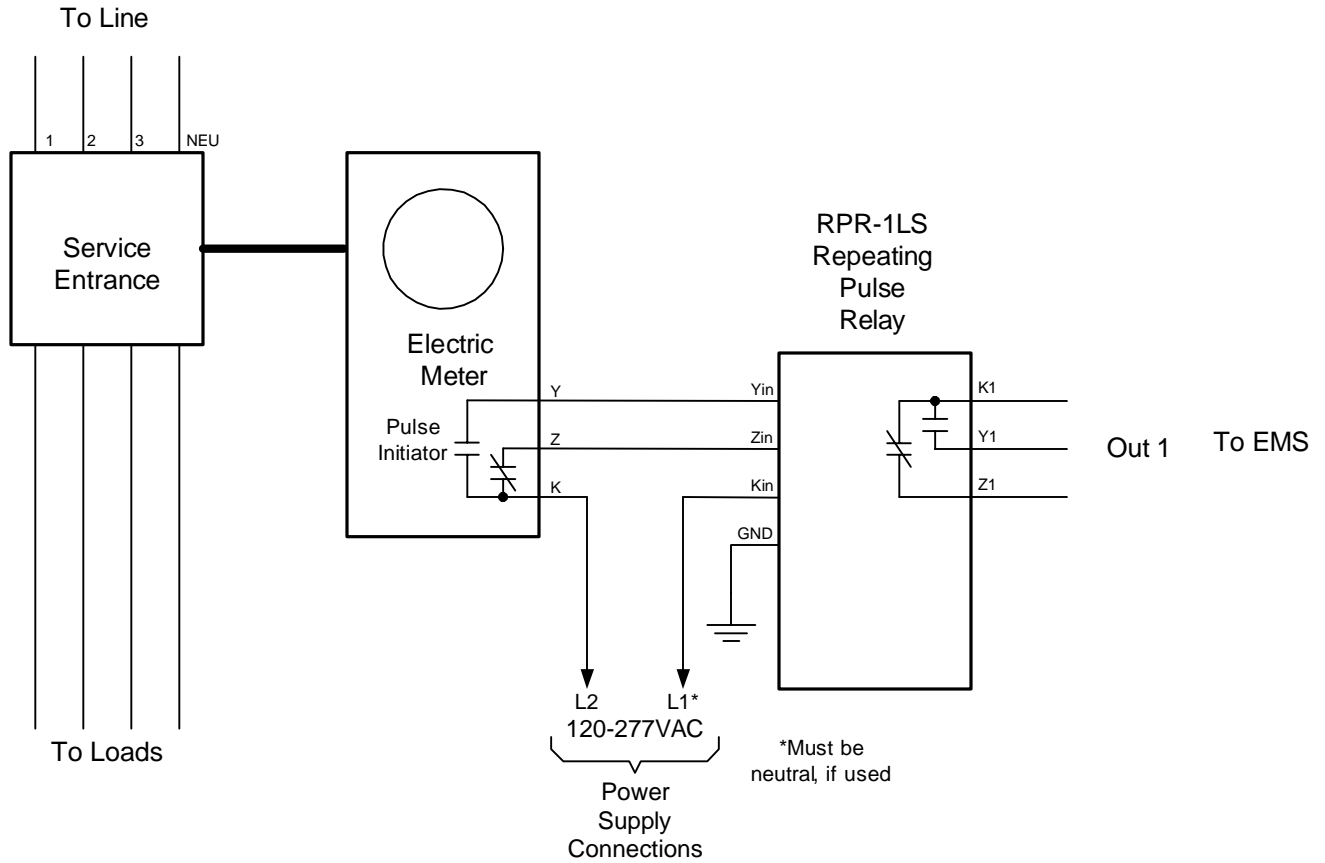 To Line
1
2
3
NEU
Service
Entrance
To Loads
Electric
Meter
Pulse
Initiator
Y
Z
K
RPR-1LS
Repeating
Pulse
Relay
Yin
Zin
Kin
GND
K1
Y1
Z1
Out 1
To EMS
L2
L1*
120-277VAC
*Must be
neutral, if used
Power
Supply
Connections